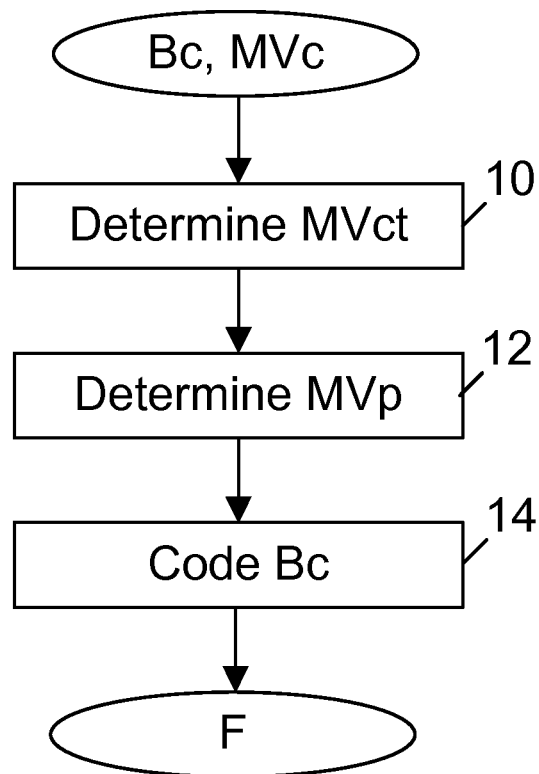 Bc, MVc
10
Determine MVct
12
Determine MVp
14
Code Bc
F